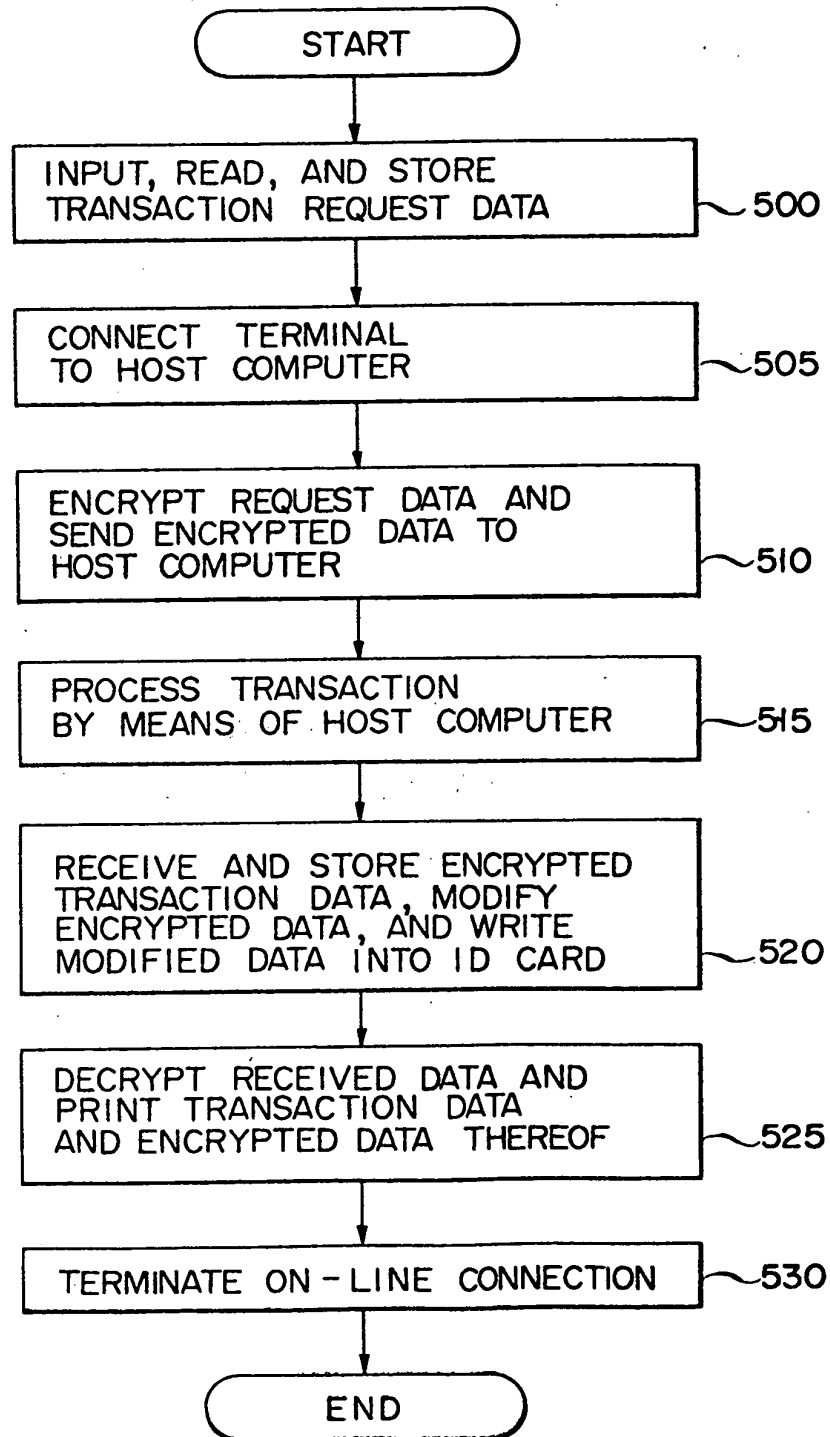 START
INPUT, READ, AND STORE
TRANSACTION REQUEST DATA
500
CONNECT TERMINAL
TO HOST COMPUTER
505
ENCRYPT REQUEST DATA AND
SEND ENCRYPTED DATA TO
HOST COMPUTER
510
PROCESS TRANSACTION
BY MEANS OF HOST COMPUTER
515
RECEIVE AND STORE ENCRYPTED
TRANSACTION DATA, MODIFY
ENCRYPTED DATA, AND WRITE
MODIFIED DATA INTO ID CARD
520
DECRYPT RECEIVED DATA AND
PRINT TRANSACTION DATA
AND ENCRYPTED DATA THEREOF
525
TERMINATE ON-LINE CONNECTION
530
END